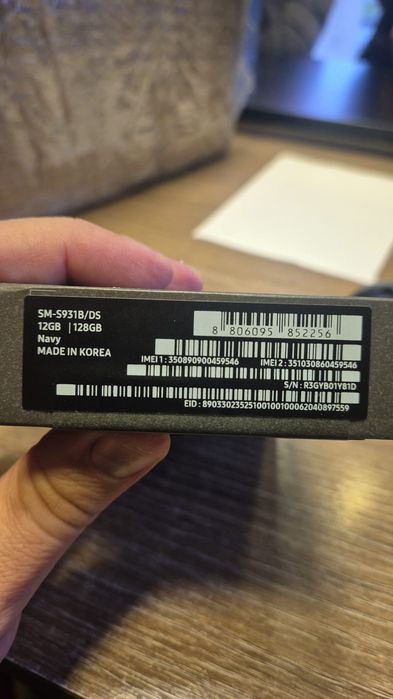 SM-S931B/DS
12GB | 128GB
Navy
MADE IN KOREA
8 806095 852256
IMEI 1 : 350890900459546 IMEI 2 : 351030860459546
S/N : R3GYB01Y81D
EID : 89033023525100100100062040897559